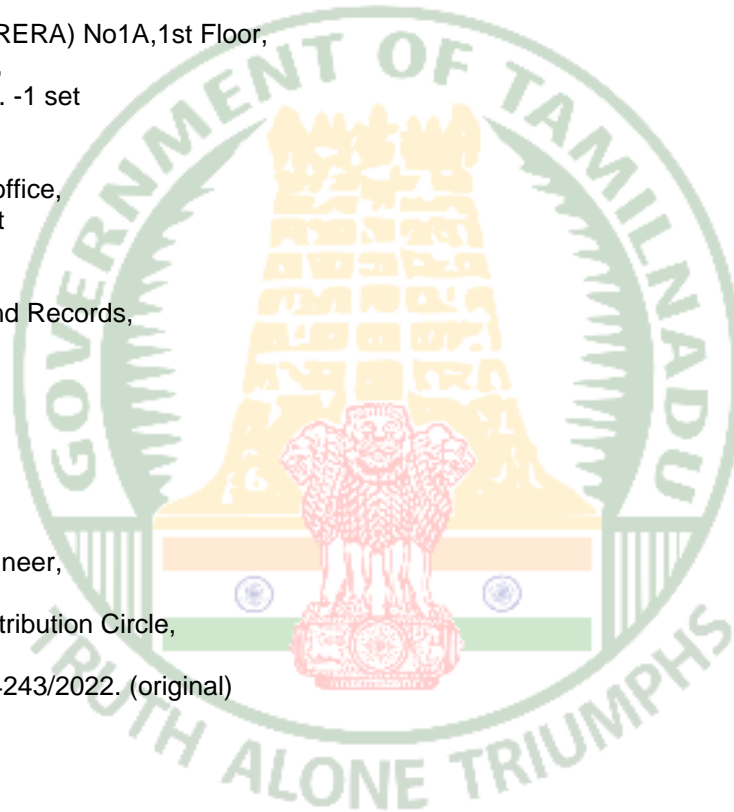 RERA) No1A,1st Floor,
. -1 set
office,
nd Records,
neer,
tribution Circle,
243/2022. (original)
GOVERNMENT OF TAMILNADU
TRUTH ALONE TRIUMPHS